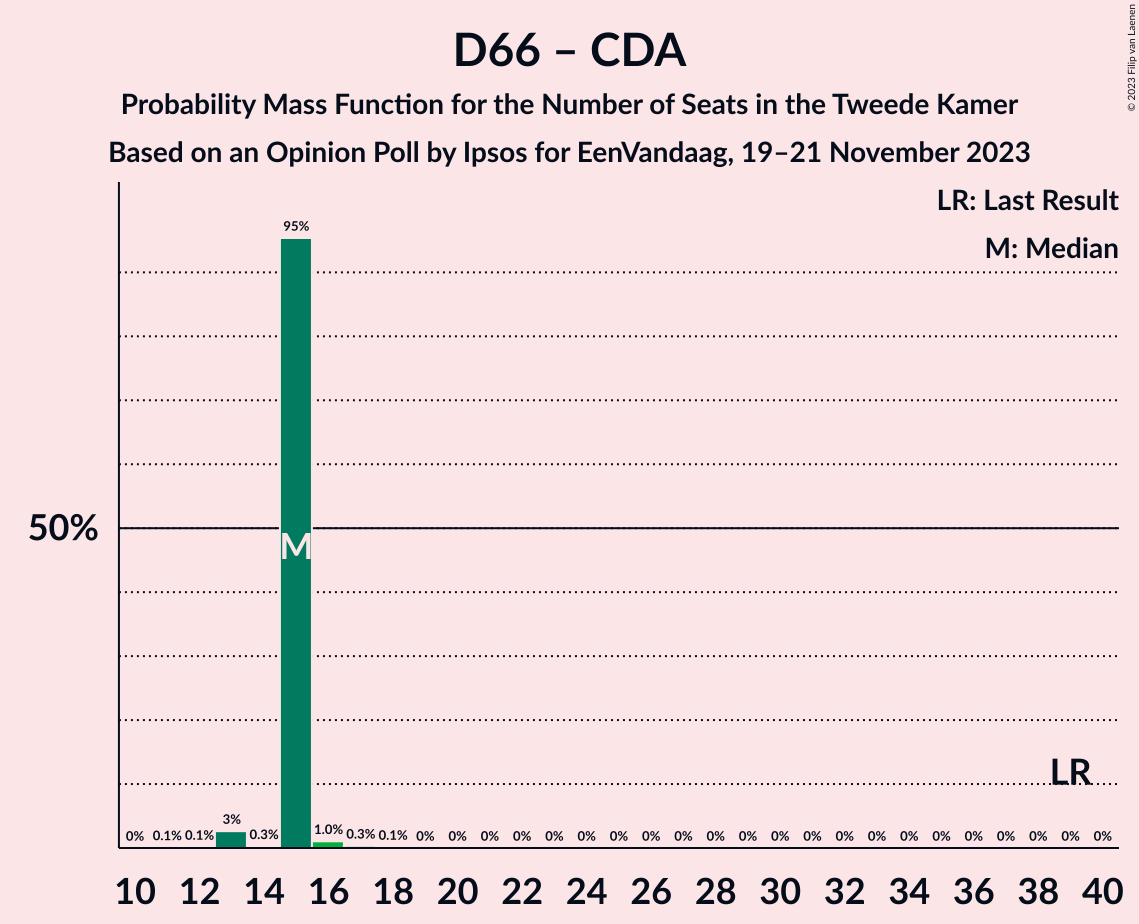 D66 – CDA
Probability Mass Function for the Number of Seats in the Tweede Kamer
Based on an Opinion Poll by Ipsos for EenVandaag, 19–21 November 2023
© 2023 Filip van Laenen
LR: Last Result
M: Median
95%
50%
M
LR
0% 0.1% 0.1% 3% 0.3% 1.0% 0.3% 0.1% 0% 0% 0% 0% 0% 0% 0% 0% 0% 0% 0% 0% 0% 0% 0% 0% 0% 0% 0% 0% 0% 0%
10 12 14 16 18 20 22 24 26 28 30 32 34 36 38 40